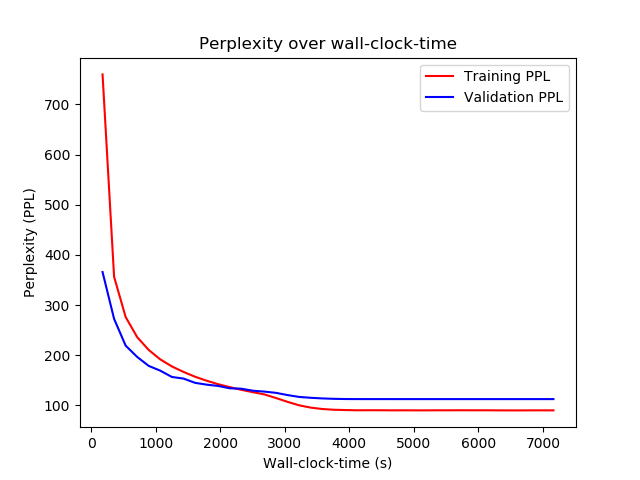 Perplexity over wall-clock-time
Training PPL
Validation PPL
Perplexity (PPL)
700
600
500
400
300
200
100
0 1000 2000 3000 4000 5000 6000 7000
Wall-clock-time (s)